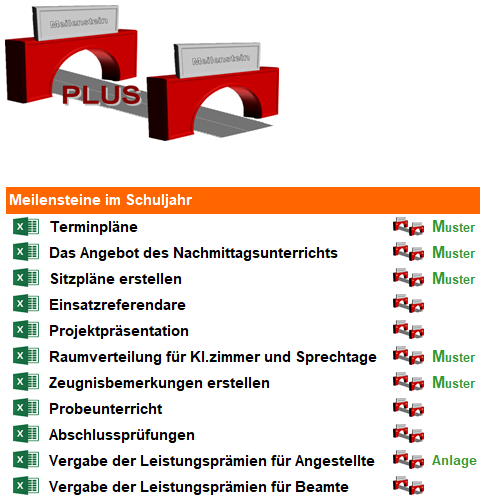 Meilenstein
Meilenstein
PLUS
Meilensteine im Schuljahr
Terminpläne Muster
Das Angebot des Nachmittagsunterrichts Muster
Sitzpläne erstellen Muster
Einsatzreferendare
Projektpräsentation
Raumverteilung für Kl.zimmer und Sprechtage Muster
Zeugnisbemerkungen erstellen Muster
Probeunterricht
Abschlussprüfungen
Vergabe der Leistungsprämien für Angestellte Anlage
Vergabe der Leistungsprämien für Beamte